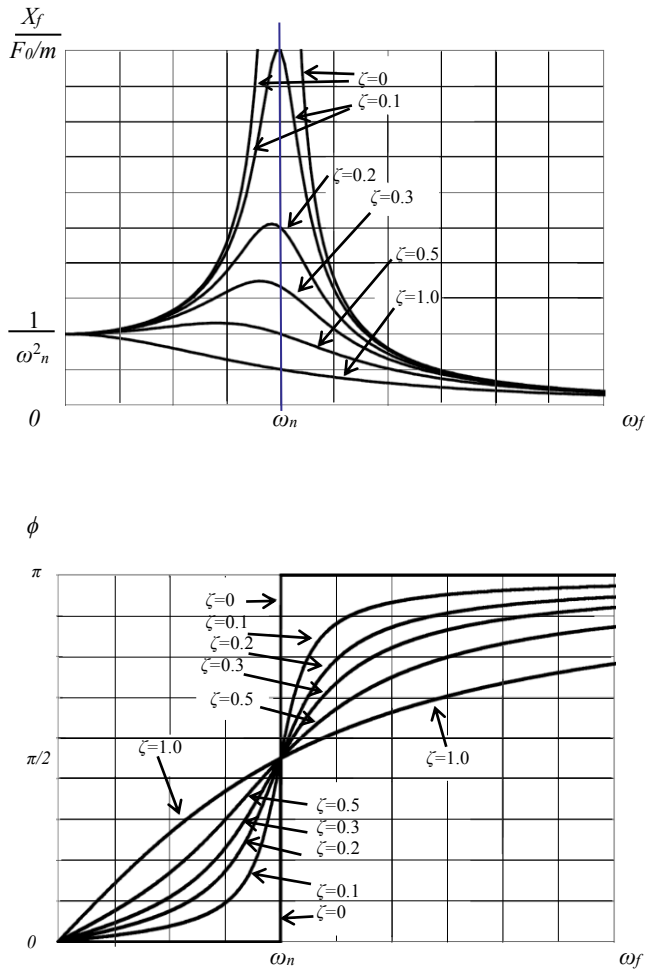 X_f
F_0/m
ζ=0
ζ=0.1
ζ=0.2
ζ=0.3
ζ=0.5
ζ=1.0
1
ω²_n
0 ω_n ω_f
ϕ
π
ζ=0
ζ=0.1
ζ=0.2
ζ=0.3
ζ=0.5
ζ=1.0
π/2 ζ=1.0
ζ=0.5
ζ=0.3
ζ=0.2
ζ=0.1
ζ=0
0
ω_n ω_f